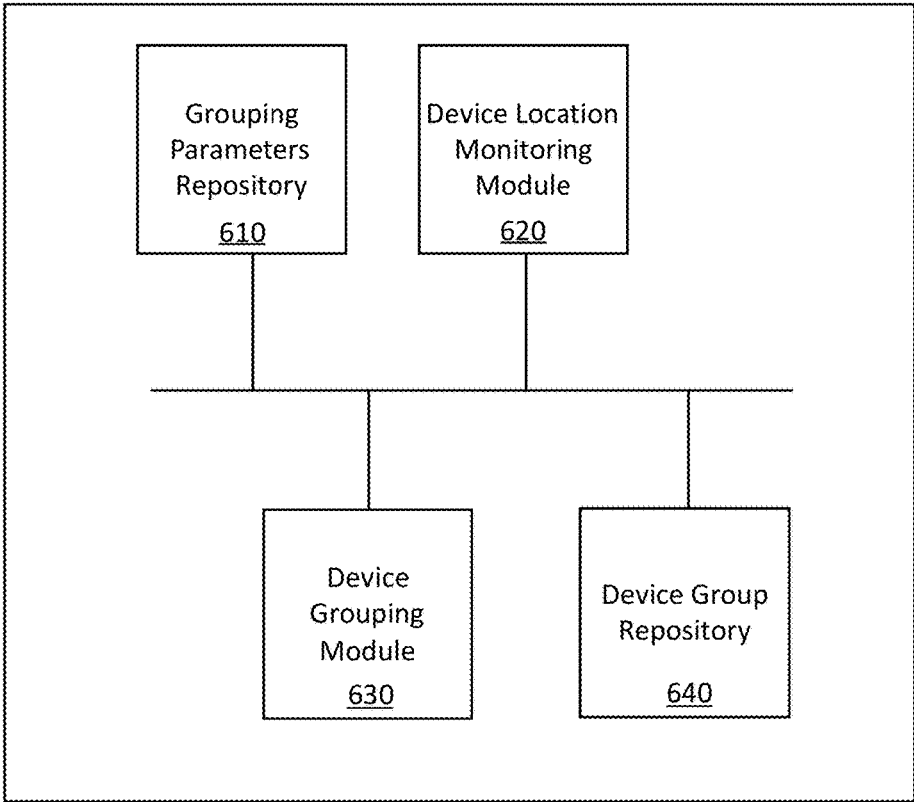 Grouping
Parameters
Repository
610
Device Location
Monitoring
Module
620
Device
Grouping
Module
630
Device Group
Repository
640